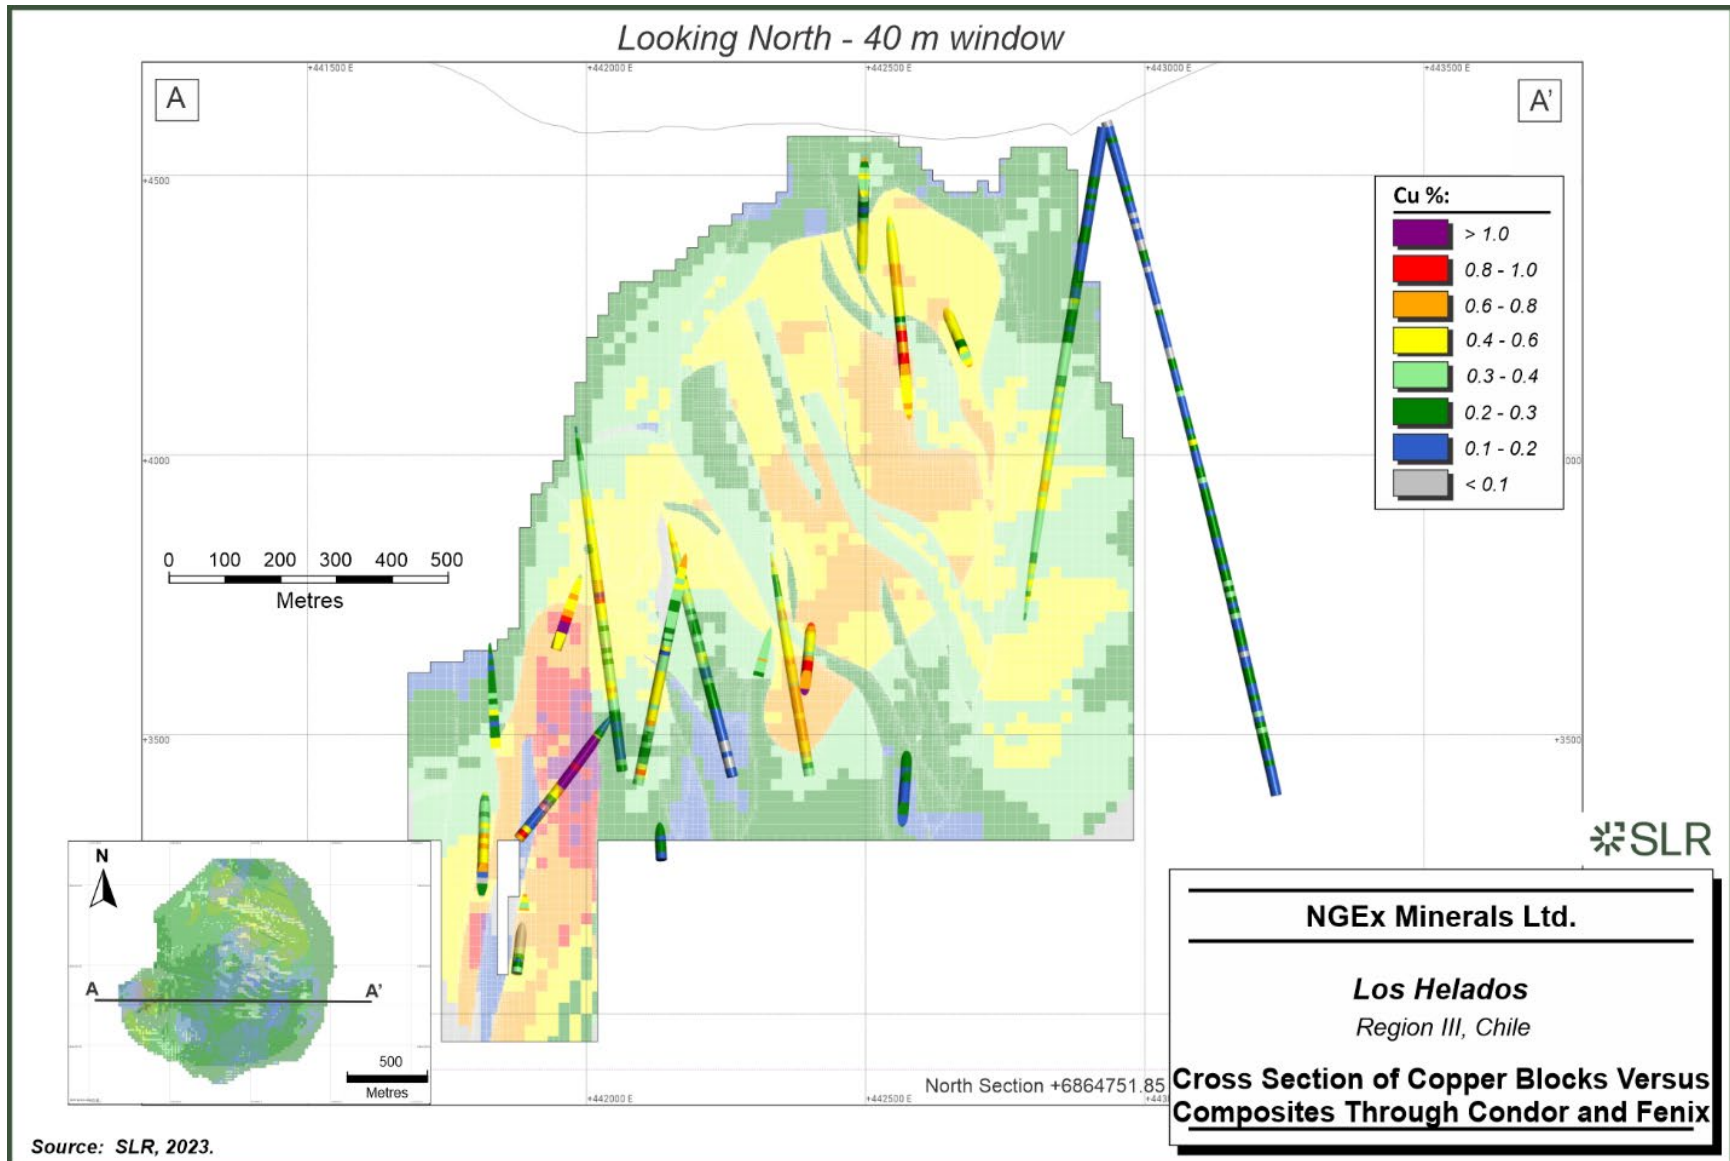 Looking North - 40 m window
+441500 E
+442000 E
+442500 E
+443000 E
+443500 E
A
A'
+4500
Cu %:
> 1.0
0.8 - 1.0
0.6 - 0.8
0.4 - 0.6
0.3 - 0.4
0.2 - 0.3
0.1 - 0.2
< 0.1
+4000
000
0 100 200 300 400 500
Metres
+3500
+3500
SLR
N
A
A'
500
Metres
NGEx Minerals Ltd.
Los Helados
Region III, Chile
Cross Section of Copper Blocks Versus
Composites Through Condor and Fenix
North Section +6864751.85
+442000 E
+442500 E
+443
Source: SLR, 2023.